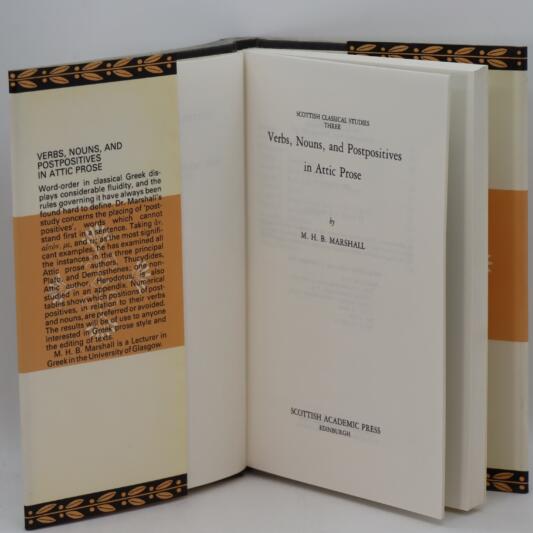 VERBS, NOUNS, AND
POSTPOSITIVES
IN ATTIC PROSE
Word-order in classical Greek dis-
plays considerable fluidity, and the
rules governing it have always been
found hard to define. Dr. Marshall's
study concerns the placing of 'post-
positives', words which cannot
stand first in a sentence. Taking ἄν,
αὐτόν, με, and τις as the most signifi-
cant examples, he has examined all
the instances in the three principal
Attic prose authors, Thucydides,
Plato, and Demosthenes; a non-
Attic author, Herodotus, is also
studied in an appendix. Numerical
tables show which positions of post-
positives, in relation to their verbs
and nouns, are preferred or avoided.
The results will be of use to anyone
interested in Greek prose style and
the editing of texts.
M. H. B. Marshall is a Lecturer in
Greek in the University of Glasgow.
SCOTTISH CLASSICAL STUDIES
THREE
Verbs, Nouns, and Postpositives
in Attic Prose
by
M. H. B. MARSHALL
SCOTTISH ACADEMIC PRESS
EDINBURGH